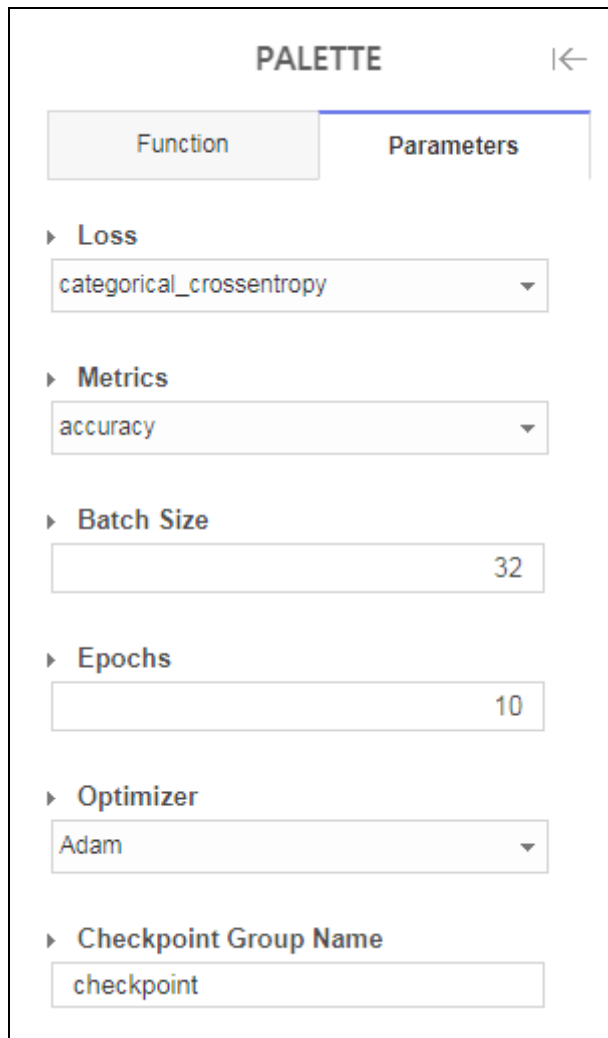 PALETTE
Function Parameters
Loss
categorical_crossentropy
Metrics
accuracy
Batch Size
32
Epochs
10
Optimizer
Adam
Checkpoint Group Name
checkpoint